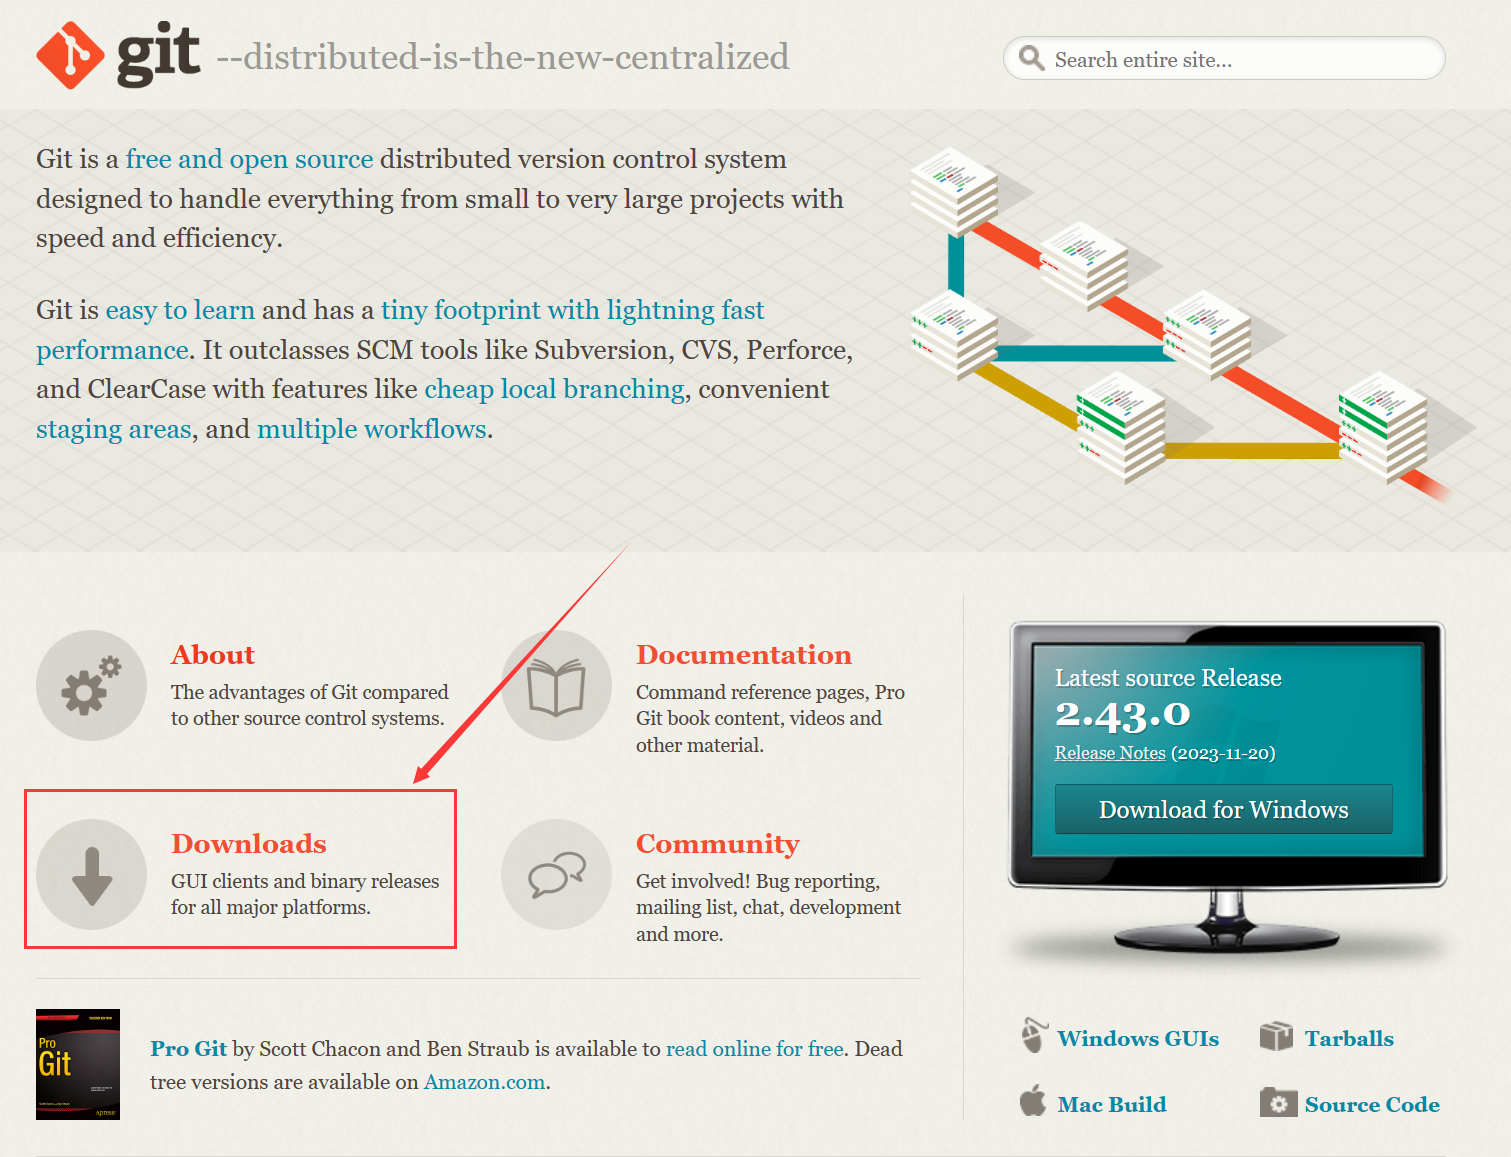 git --distributed-is-the-new-centralized
Search entire site...
Git is a free and open source distributed version control system
designed to handle everything from small to very large projects with
speed and efficiency.
Git is easy to learn and has a tiny footprint with lightning fast
performance. It outclasses SCM tools like Subversion, CVS, Perforce,
and ClearCase with features like cheap local branching, convenient
staging areas, and multiple workflows.
About
The advantages of Git compared
to other source control systems.
Documentation
Command reference pages, Pro
Git book content, videos and
other material.
Downloads
GUI clients and binary releases
for all major platforms.
Community
Get involved! Bug reporting,
mailing list, chat, development
and more.
Pro
Git
Apress
Pro Git by Scott Chacon and Ben Straub is available to read online for free. Dead
tree versions are available on Amazon.com.
Latest source Release
2.43.0
Release Notes (2023-11-20)
Download for Windows
Windows GUIs
Tarballs
Mac Build
Source Code